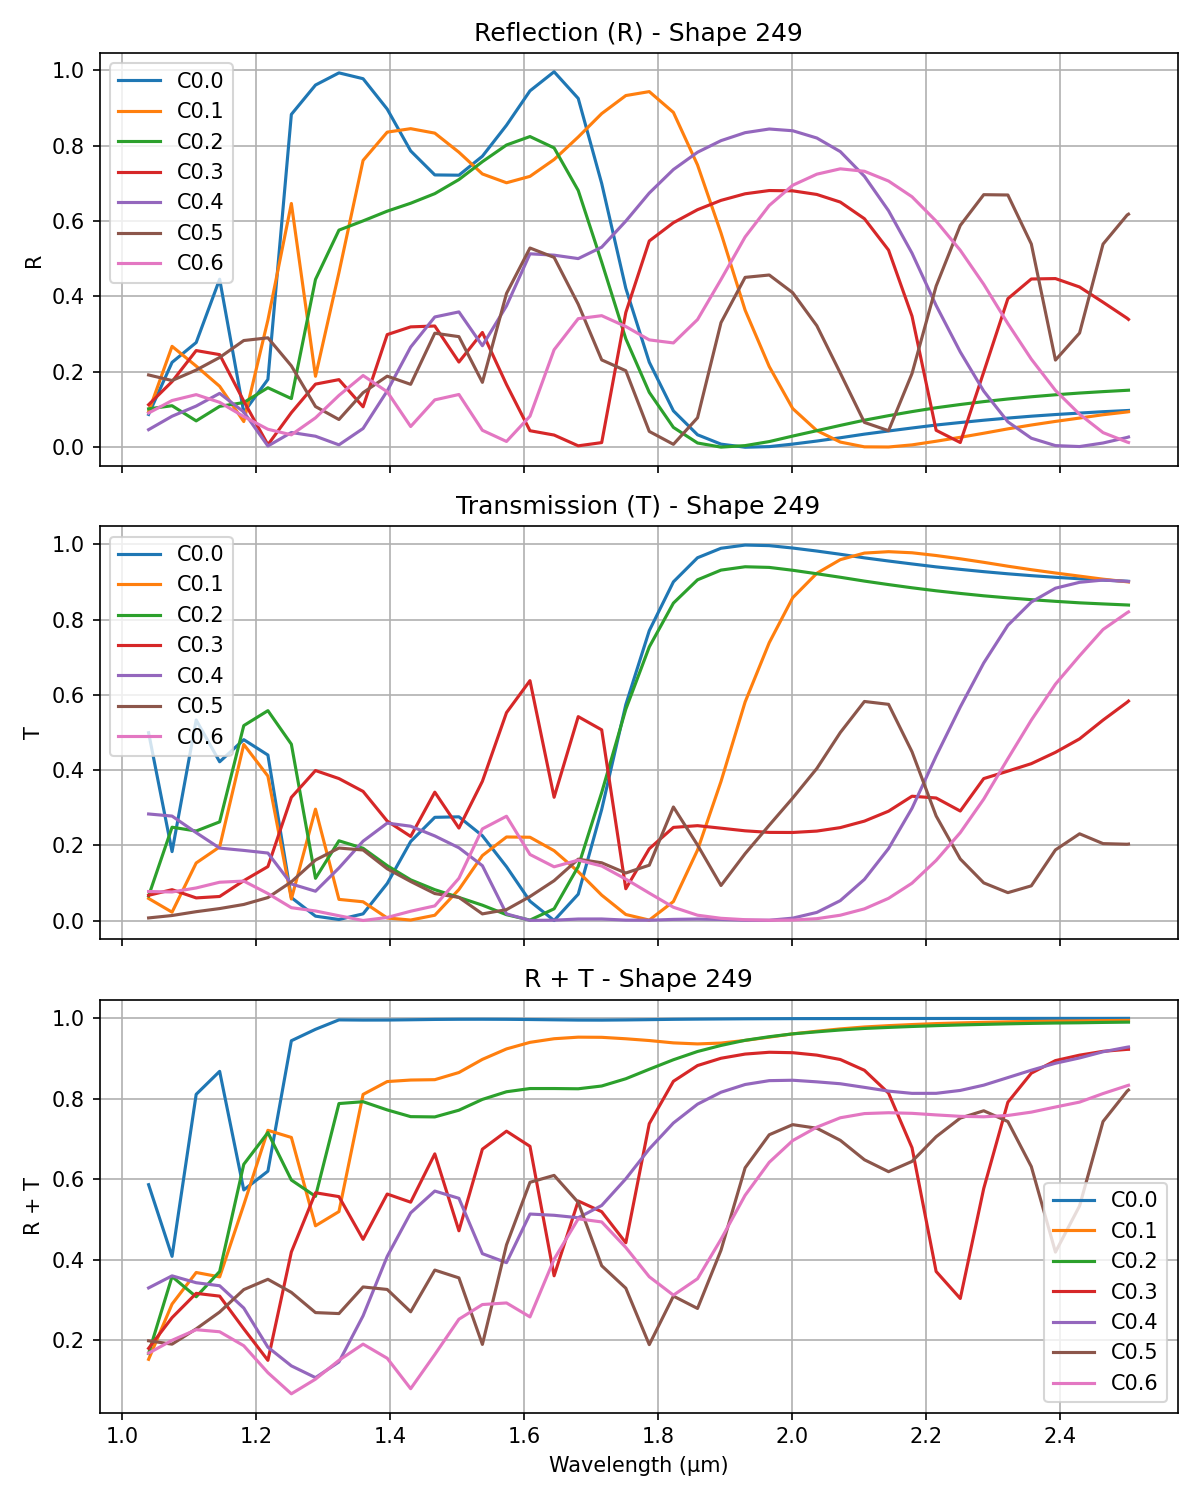 Reflection (R) - Shape 249
1.0
0.8
0.6
0.4
0.2
0.0
R
C0.0
C0.1
C0.2
C0.3
C0.4
C0.5
C0.6
Transmission (T) - Shape 249
1.0
0.8
0.6
0.4
0.2
0.0
T
C0.0
C0.1
C0.2
C0.3
C0.4
C0.5
C0.6
R + T - Shape 249
1.0
0.8
0.6
0.4
0.2
R + T
C0.0
C0.1
C0.2
C0.3
C0.4
C0.5
C0.6
1.0 1.2 1.4 1.6 1.8 2.0 2.2 2.4
Wavelength (μm)